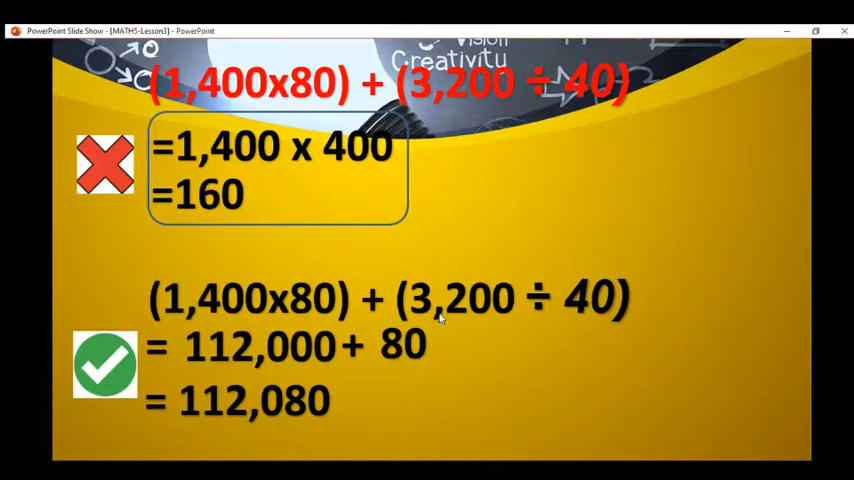 PowerPoint Slide Show - [MATH5-Lesson3] - PowerPoint
Vision
Creativity
(1,400x80) + (3,200 ÷ 40)
=1,400 x 400
=160
(1,400x80) + (3,200 ÷ 40)
= 112,000+ 80
= 112,080